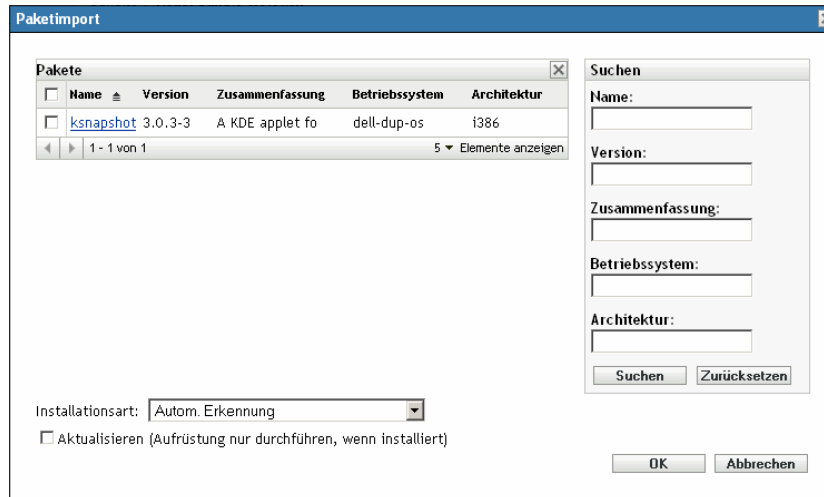 Paketimport
Pakete
Name Version Zusammenfassung Betriebssystem Architektur
ksnapshot 3.0.3-3 A KDE applet fo dell-dup-os i386
1 - 1 von 1 5 Elemente anzeigen
Installationsart: Autom. Erkennung
Aktualisieren (Aufrüstung nur durchführen, wenn installiert)
Suchen
Name:
Version:
Zusammenfassung:
Betriebssystem:
Architektur:
Suchen Zurücksetzen
OK Abbrechen